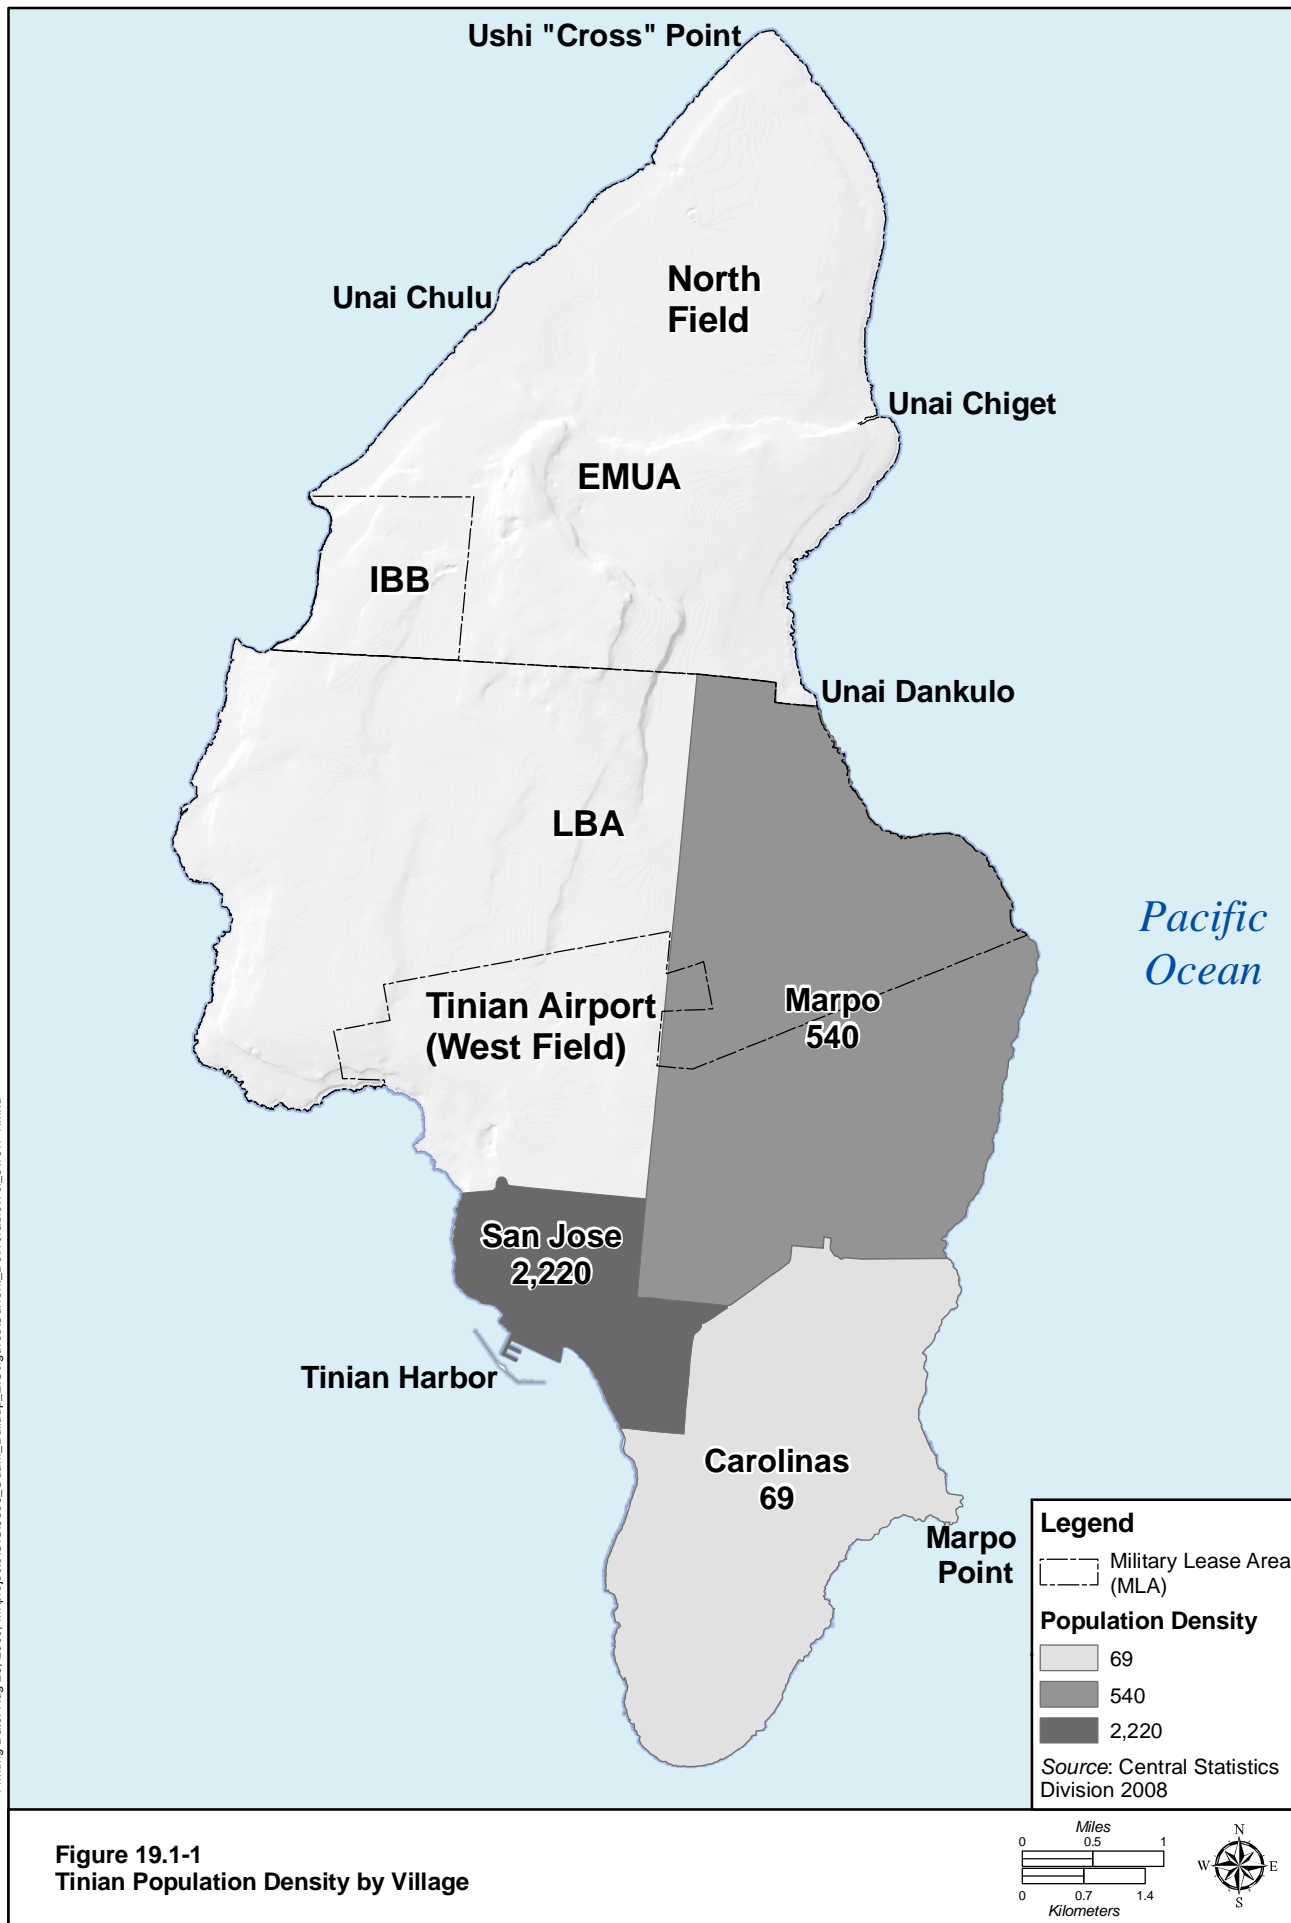 Ushi "Cross" Point
North
Field
Unai Chulu
Unai Chiget
EMUA
IBB
Unai Dankulo
LBA
Pacific
Ocean
Tinian Airport
(West Field)
Marpo
540
San Jose
2,220
Tinian Harbor
Carolinas
69
Marpo
Point
Legend
Military Lease Area
(MLA)
Population Density
69
540
2,220
Source: Central Statistics
Division 2008
Figure 19.1-1
Tinian Population Density by Village
Miles
0 0.5 1
0 0.7 1.4
Kilometers
N
W E
S